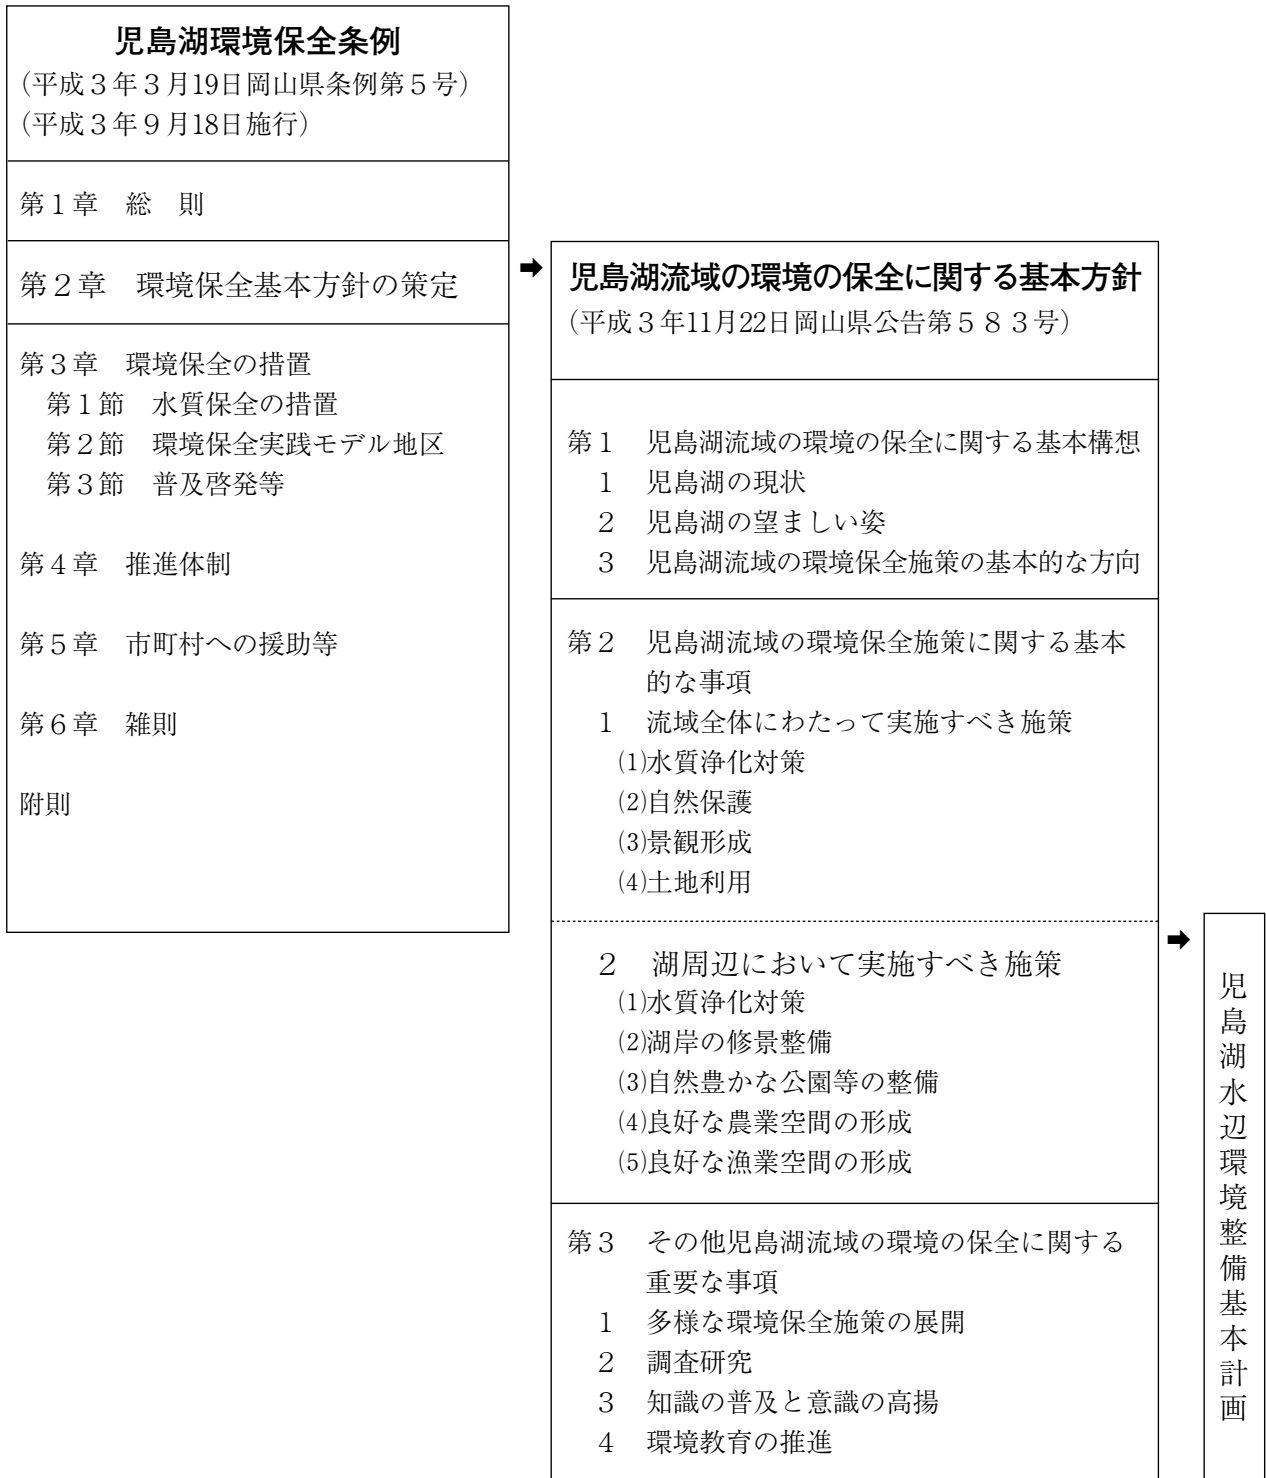 児島湖環境保全条例
(平成３年３月19日岡山県条例第５号)
(平成３年９月18日施行)
第１章　総　則
第２章　環境保全基本方針の策定
第３章　環境保全の措置
第１節　水質保全の措置
第２節　環境保全実践モデル地区
第３節　普及啓発等
第４章　推進体制
第５章　市町村への援助等
第６章　雑則
附則
➡
児島湖流域の環境の保全に関する基本方針
(平成３年11月22日岡山県公告第５８３号)
第１　児島湖流域の環境の保全に関する基本構想
１　児島湖の現状
２　児島湖の望ましい姿
３　児島湖流域の環境保全施策の基本的な方向
第２　児島湖流域の環境保全施策に関する基本
的な事項
１　流域全体にわたって実施すべき施策
⑴水質浄化対策
⑵自然保護
⑶景観形成
⑷土地利用
２　湖周辺において実施すべき施策
⑴水質浄化対策
⑵湖岸の修景整備
⑶自然豊かな公園等の整備
⑷良好な農業空間の形成
⑸良好な漁業空間の形成
第３　その他児島湖流域の環境の保全に関する
重要な事項
１　多様な環境保全施策の展開
２　調査研究
３　知識の普及と意識の高揚
４　環境教育の推進
➡
児島湖水辺環境整備基本計画